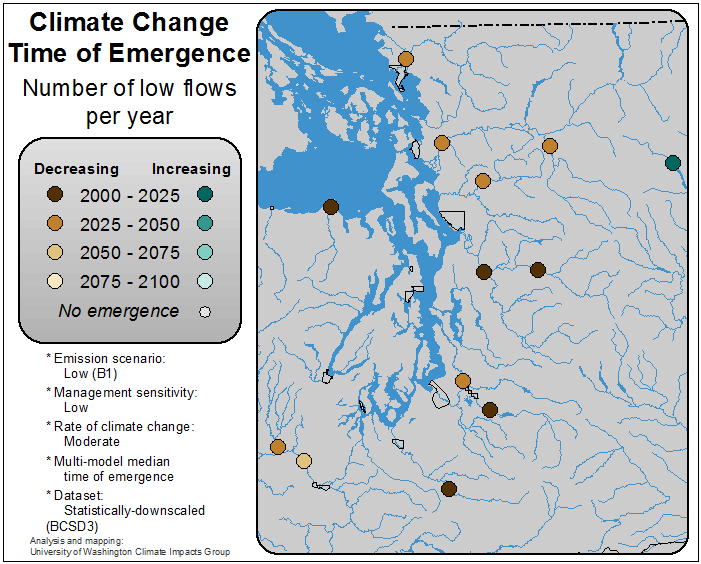 Climate Change
Time of Emergence
Number of low flows
per year
Decreasing Increasing
2000 - 2025
2025 - 2050
2050 - 2075
2075 - 2100
No emergence
* Emission scenario:
Low (B1)
* Management sensitivity:
Low
* Rate of climate change:
Moderate
* Multi-model median
time of emergence
* Dataset:
Statistically-downscaled
(BCSD3)
Analysis and mapping:
University of Washington Climate Impacts Group